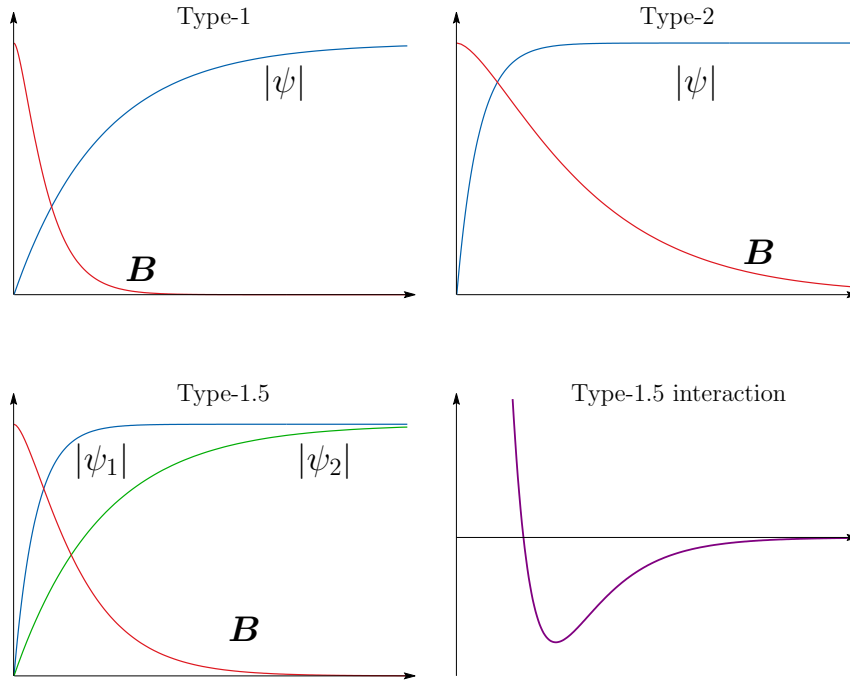 Type-1
|ψ|
B
Type-2
|ψ|
B
Type-1.5
|ψ₁|
|ψ₂|
B
Type-1.5 interaction